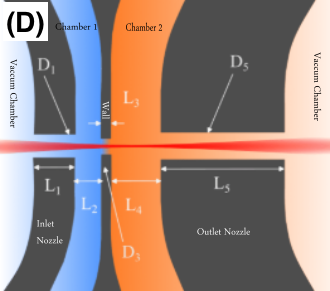 (D)
Chamber 1
Chamber 2
Vaccum Chamber
D1
Wall
L3
D5
Vaccum Chamber
L1
L2
L4
L5
Inlet
Nozzle
D3
Outlet Nozzle